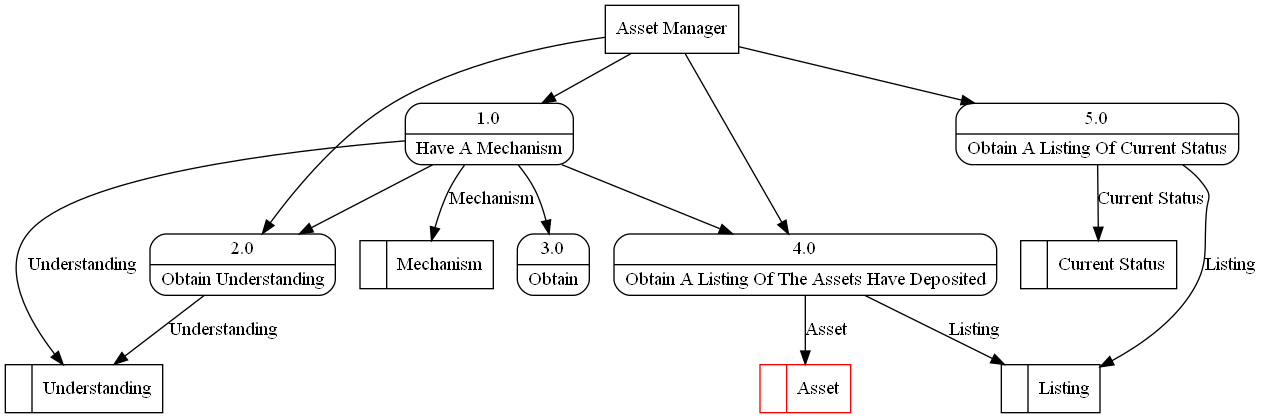 Asset Manager
1.0
Have A Mechanism
5.0
Obtain A Listing Of Current Status
Mechanism
Current Status
2.0
Obtain Understanding
Mechanism
3.0
Obtain
4.0
Obtain A Listing Of The Assets Have Deposited
Current Status
Understanding
Listing
Understanding
Asset
Listing
Understanding
Asset
Listing